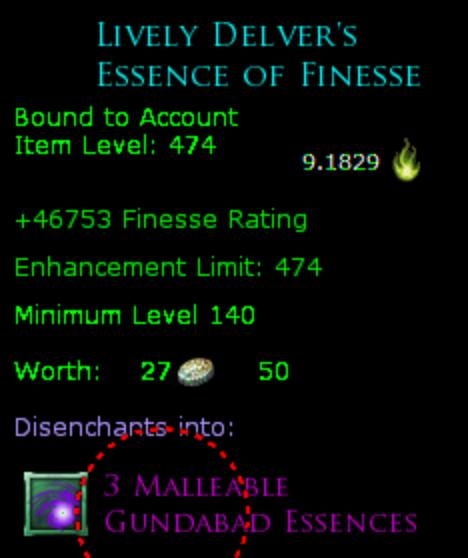 Lively Delver's
Essence of Finesse
Bound to Account
Item Level: 474
9.1829
+46753 Finesse Rating
Enhancement Limit: 474
Minimum Level 140
Worth: 27 50
Disenchants into:
3 Malleable
Gundabad Essences